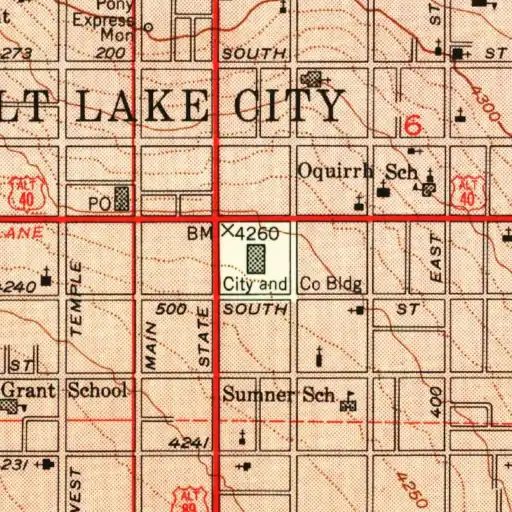 Pony
Express
Mon
273
200
SOUTH
ST
ST
LT LAKE CITY
4300
6
Oquirrh Sch
ALT
40
ALT
40
PO
LANE
BM X4260
City and Co Bldg
EAST
4240
TEMPLE
MAIN
STATE
500
SOUTH
ST
ST
Grant School
Sumner Sch
400
4241
231
WEST
4250
ALT